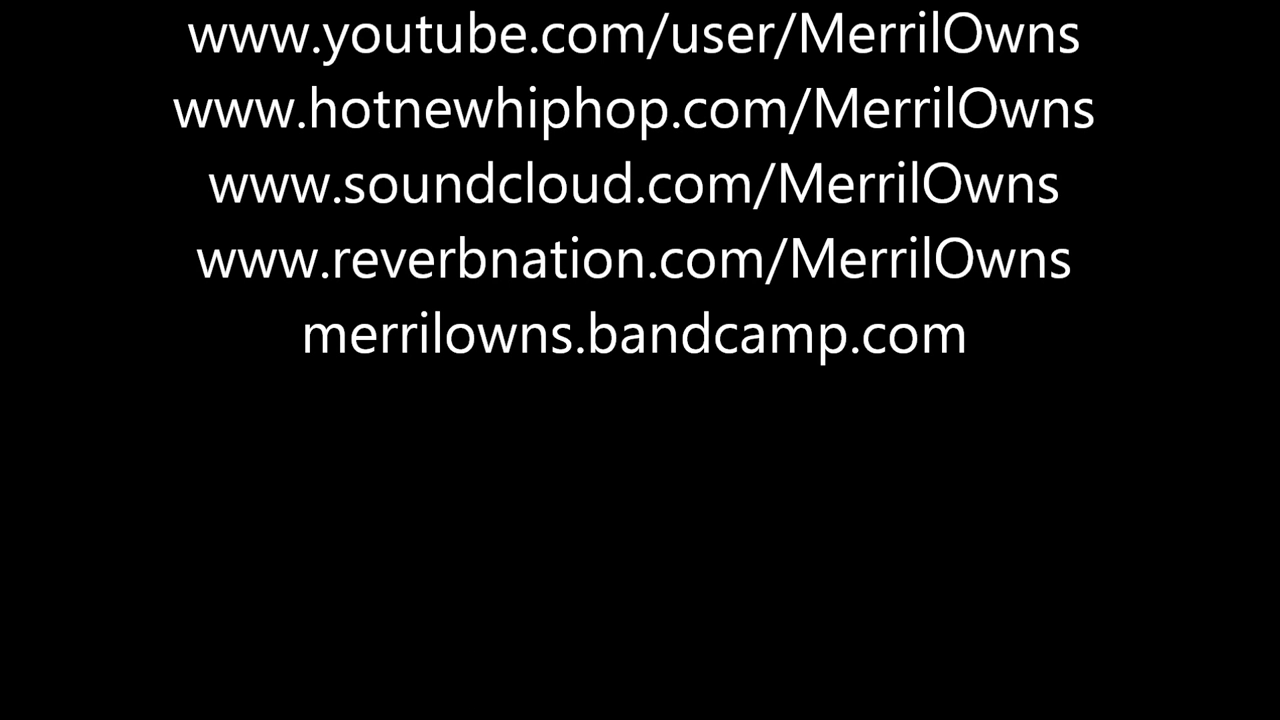 www.youtube.com/user/MerrilOwns
www.hotnewhiphop.com/MerrilOwns
www.soundcloud.com/MerrilOwns
www.reverbnation.com/MerrilOwns
merrilowns.bandcamp.com